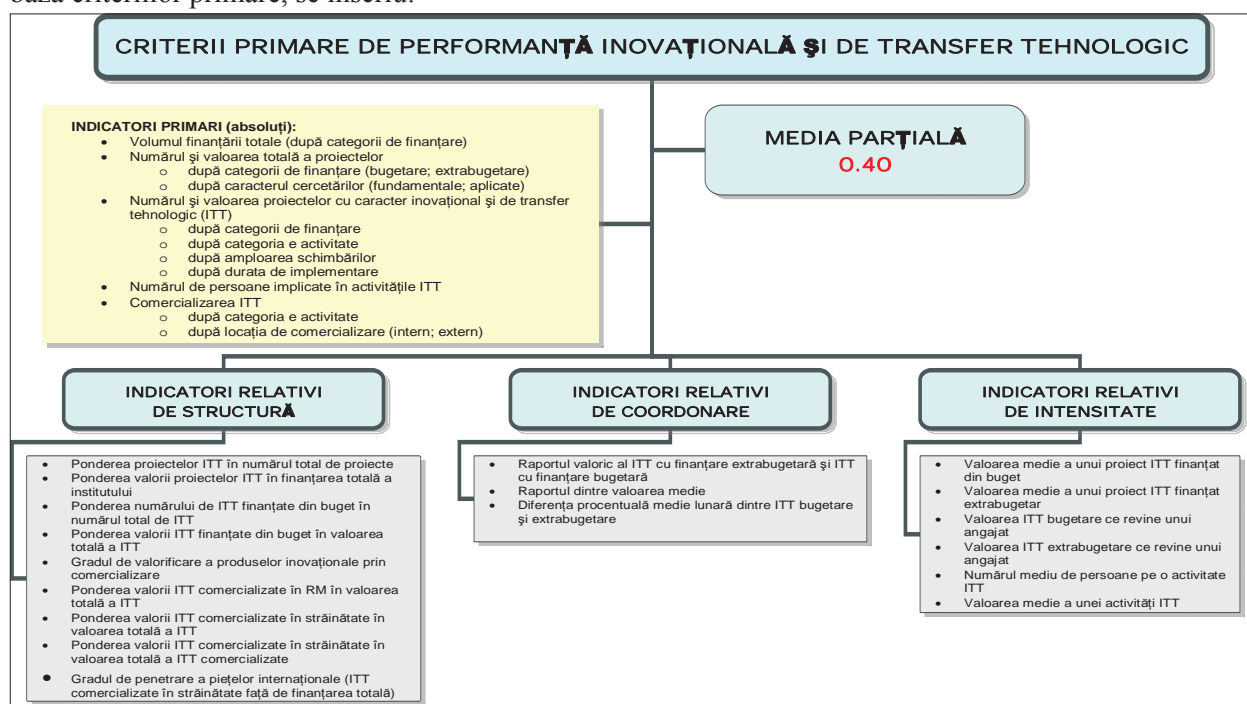 baza criteriilor primare, se înscriu:
CRITERII PRIMARE DE PERFORMANȚĂ INOVAȚIONALĂ ŞI DE TRANSFER TEHNOLOGIC
INDICATORI PRIMARI (absoluți):
• Volumul finanțării totale (după categorii de finanțare)
• Numărul şi valoarea totală a proiectelor
o după categorii de finanțare (bugetare; extrabugetare)
o după caracterul cercetărilor (fundamentale; aplicate)
• Numărul şi valoarea proiectelor cu caracter inovațional şi de transfer
tehnologic (ITT)
o după categorii de finanțare
o după categoria e activitate
o după amploarea schimbărilor
o după durata de implementare
• Numărul de persoane implicate în activitățile ITT
• Comercializarea ITT
o după categoria e activitate
o după locația de comercializare (intern; extern)
MEDIA PARȚIALĂ
0.40
INDICATORI RELATIVI
DE STRUCTURĂ
• Ponderea proiectelor ITT în numărul total de proiecte
• Ponderea valorii proiectelor ITT în finanțarea totală a
institutului
• Ponderea numărului de ITT finanțate din buget în
numărul total de ITT
• Ponderea valorii ITT finanțate din buget în valoarea
totală a ITT
• Gradul de valorificare a produselor inovaționale prin
comercializare
• Ponderea valorii ITT comercializate în RM în valoarea
totală a ITT
• Ponderea valorii ITT comercializate în străinătate în
valoarea totală a ITT
• Ponderea valorii ITT comercializate în străinătate în
valoarea totală a ITT comercializate
• Gradul de penetrare a piețelor internaționale (ITT
comercializate în străinătate față de finanțarea totală)
INDICATORI RELATIVI
DE COORDONARE
• Raportul valoric al ITT cu finanțare extrabugetară şi ITT
cu finanțare bugetară
• Raportul dintre valoarea medie
• Diferența procentuală medie lunară dintre ITT bugetare
şi extrabugetare
INDICATORI RELATIVI
DE INTENSITATE
• Valoarea medie a unui proiect ITT finanțat
din buget
• Valoarea medie a unui proiect ITT finanțat
extrabugetar
• Valoarea ITT bugetare ce revine unui
angajat
• Valoarea ITT extrabugetare ce revine unui
angajat
• Numărul mediu de persoane pe o activitate
ITT
• Valoarea medie a unei activități ITT